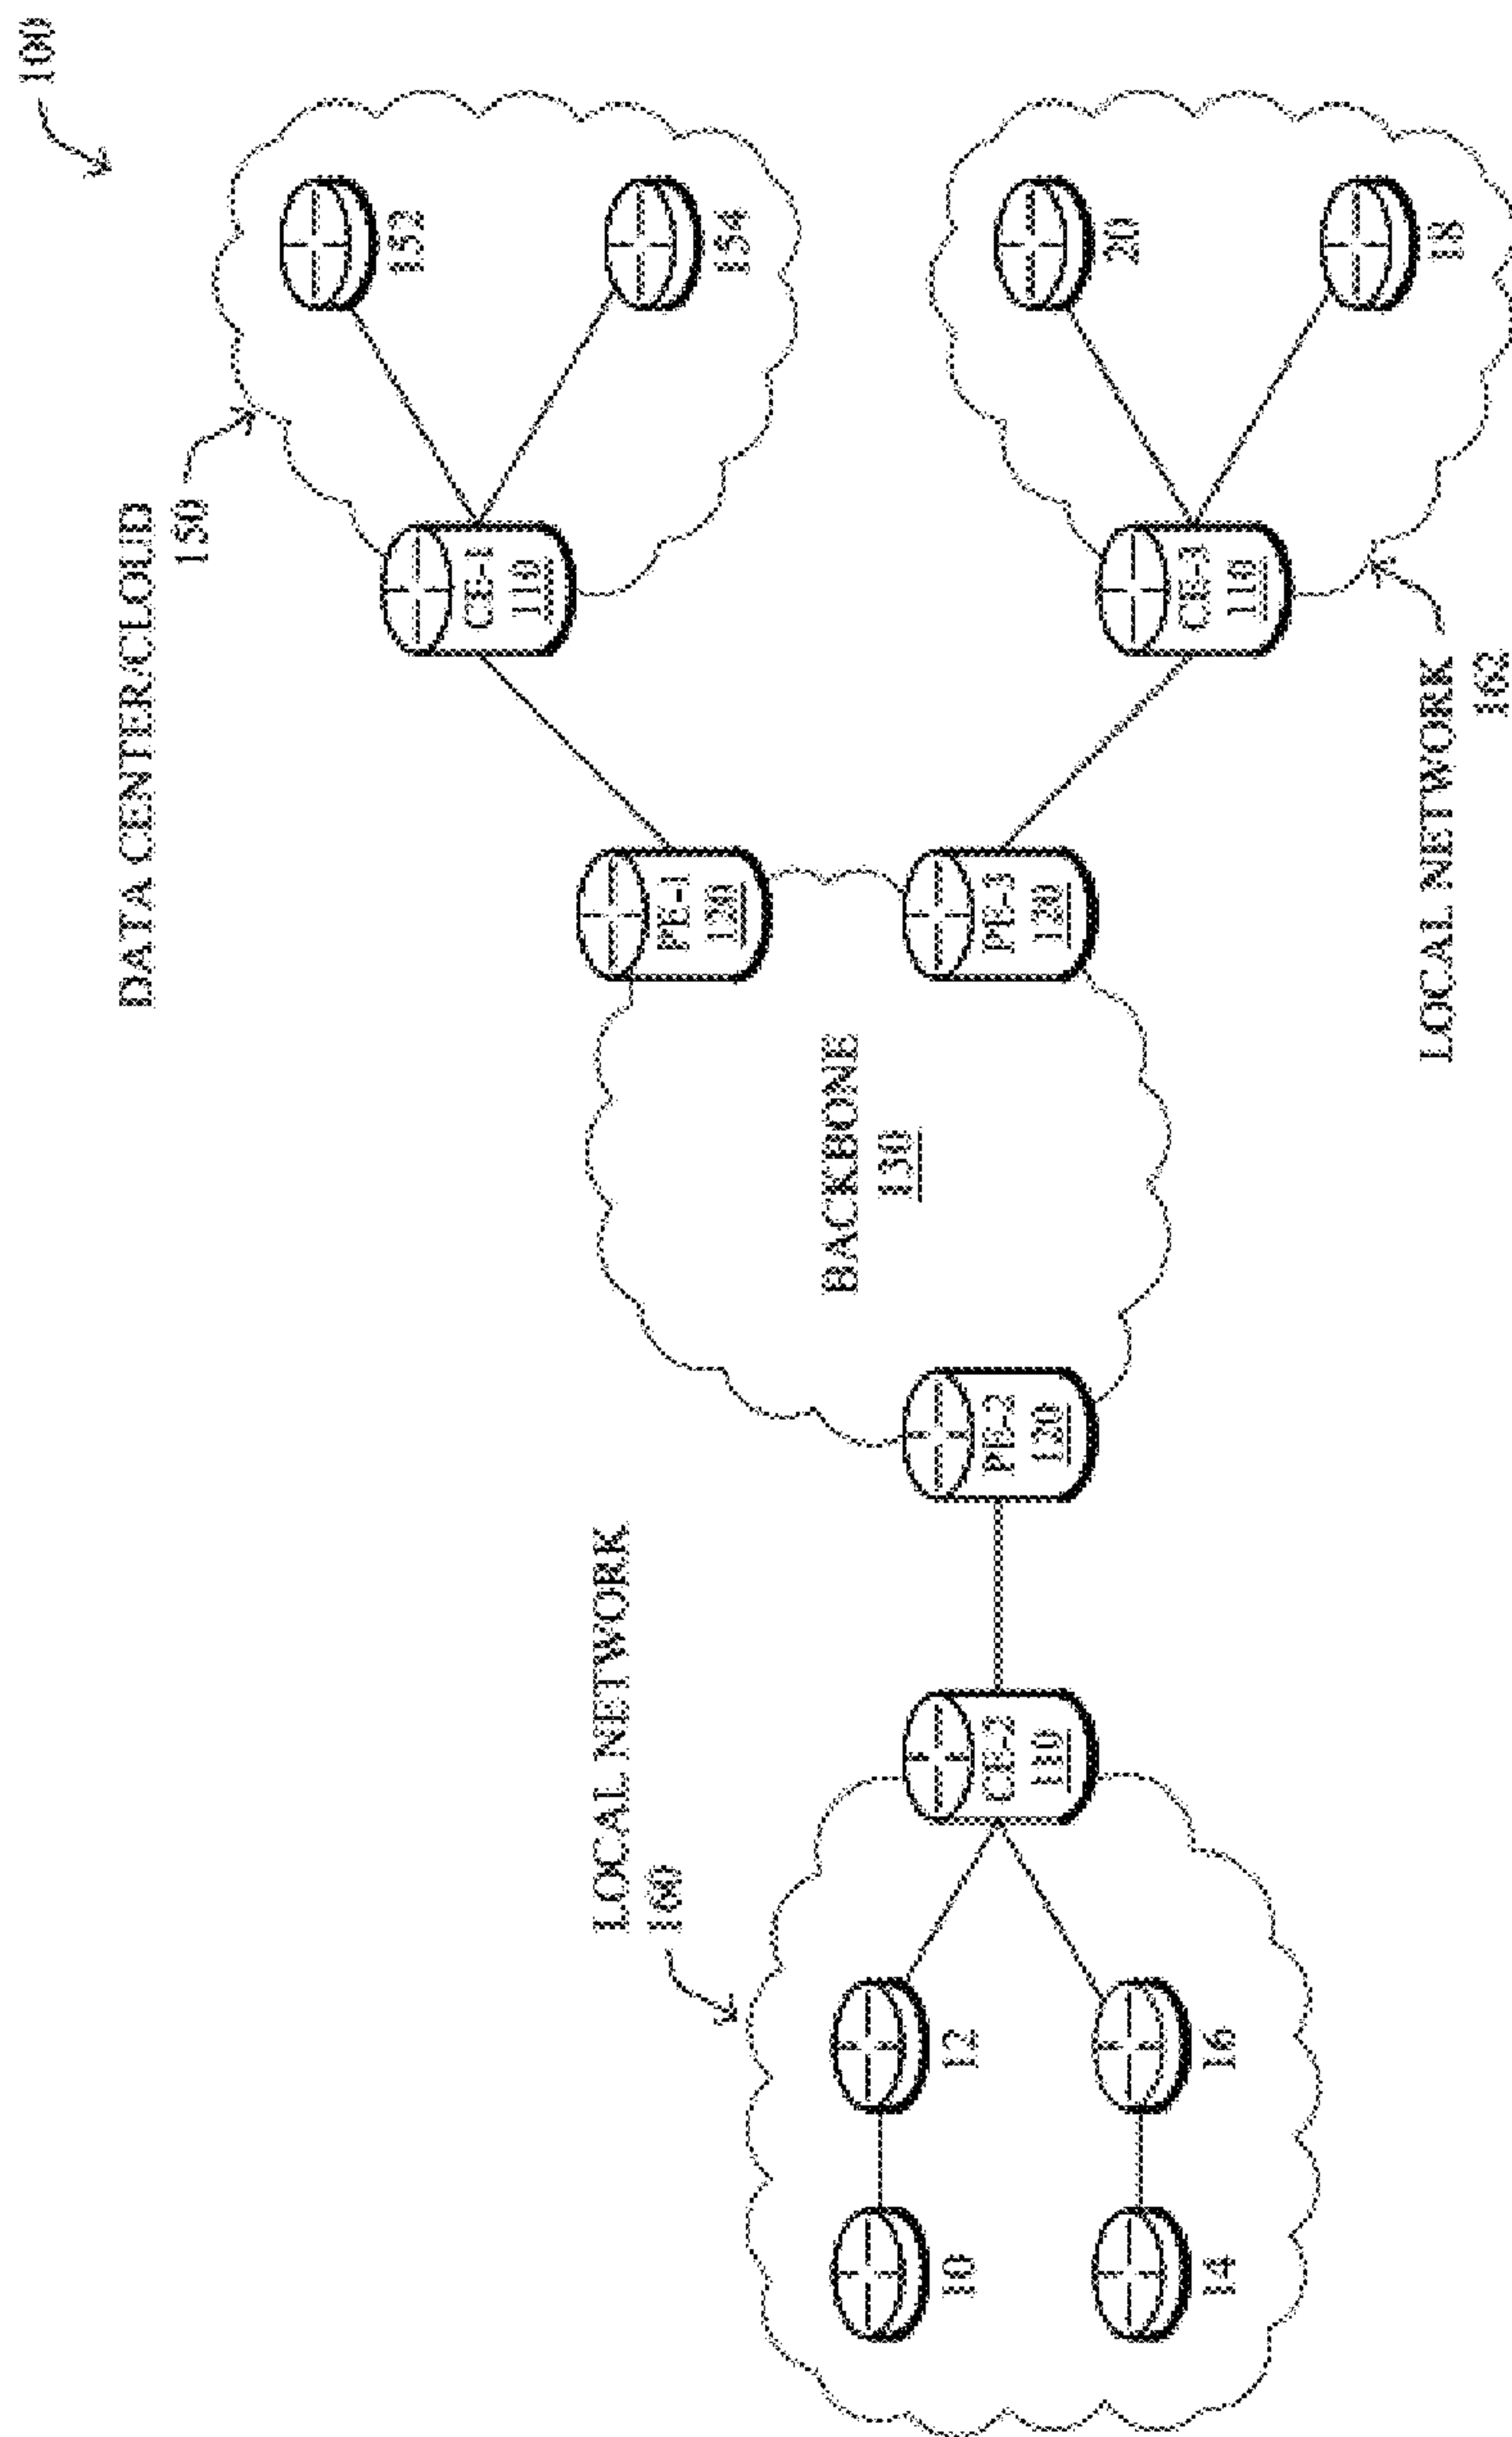 100
DATA CENTER/CLOUD
150
152
154
CE-1
110
PE-1
120
LOCAL NETWORK
160
BACKBONE
130
10
12
14
16
CE-2
110
PE-2
120
PE-3
120
CE-3
110
20
18
LOCAL NETWORK
162